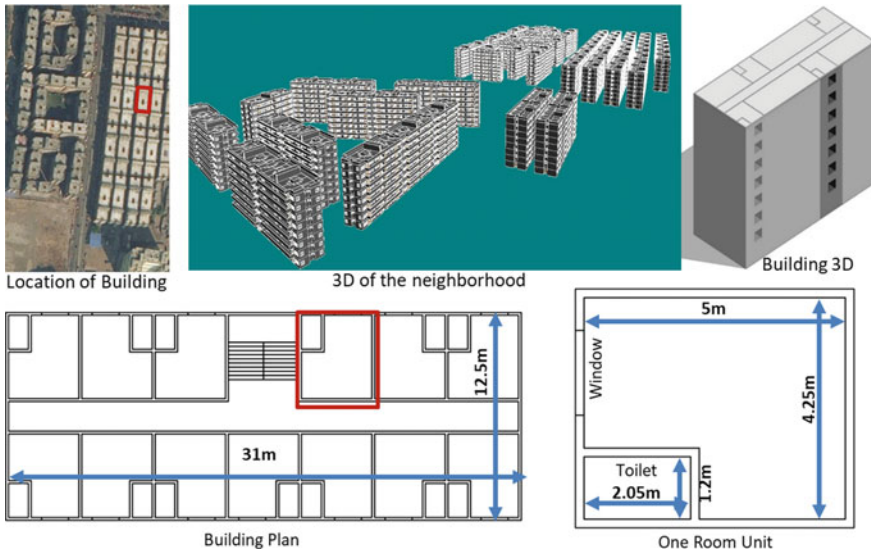 Location of Building
3D of the neighborhood
Building 3D
12.5m
31m
Building Plan
5m
Window
4.25m
Toilet
2.05m
1.2m
One Room Unit